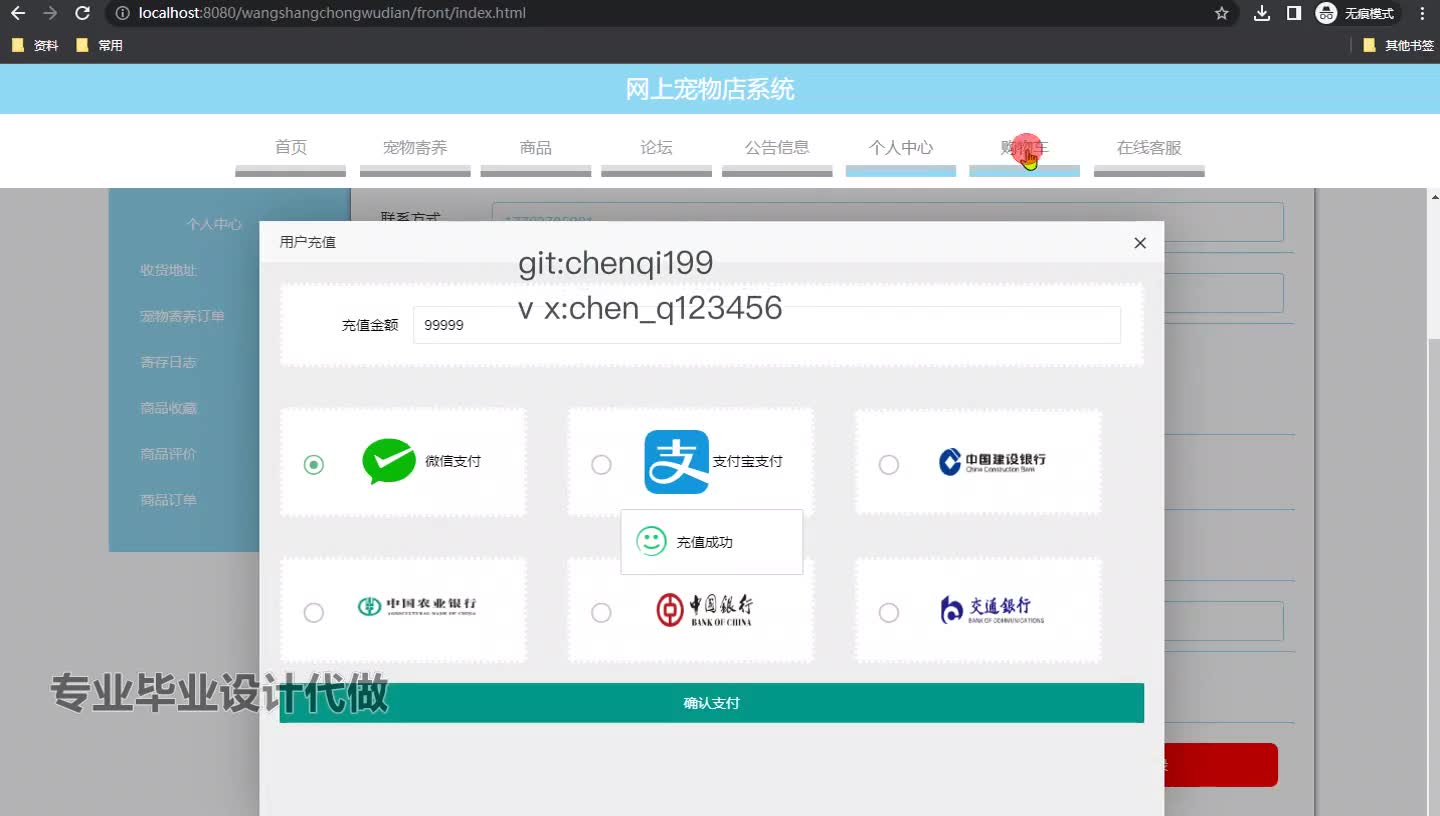 localhost:8080/wangshangchongwudian/front/index.html
无痕模式
资料
常用
其他书签
网上宠物店系统
首页
宠物寄养
商品
论坛
公告信息
个人中心
购物车
在线客服
个人中心
联系方式
收货地址
宠物寄养订单
寄存日志
商品收藏
商品评价
商品订单
用户充值
git:chenqi199
v x:chen_q123456
充值金额
99999
微信支付
支付宝支付
中国建设银行
China Construction Bank
充值成功
中国农业银行
AGRICULTURAL BANK OF CHINA
中国银行
BANK OF CHINA
交通银行
BANK OF COMMUNICATIONS
专业毕业设计代做
确认支付